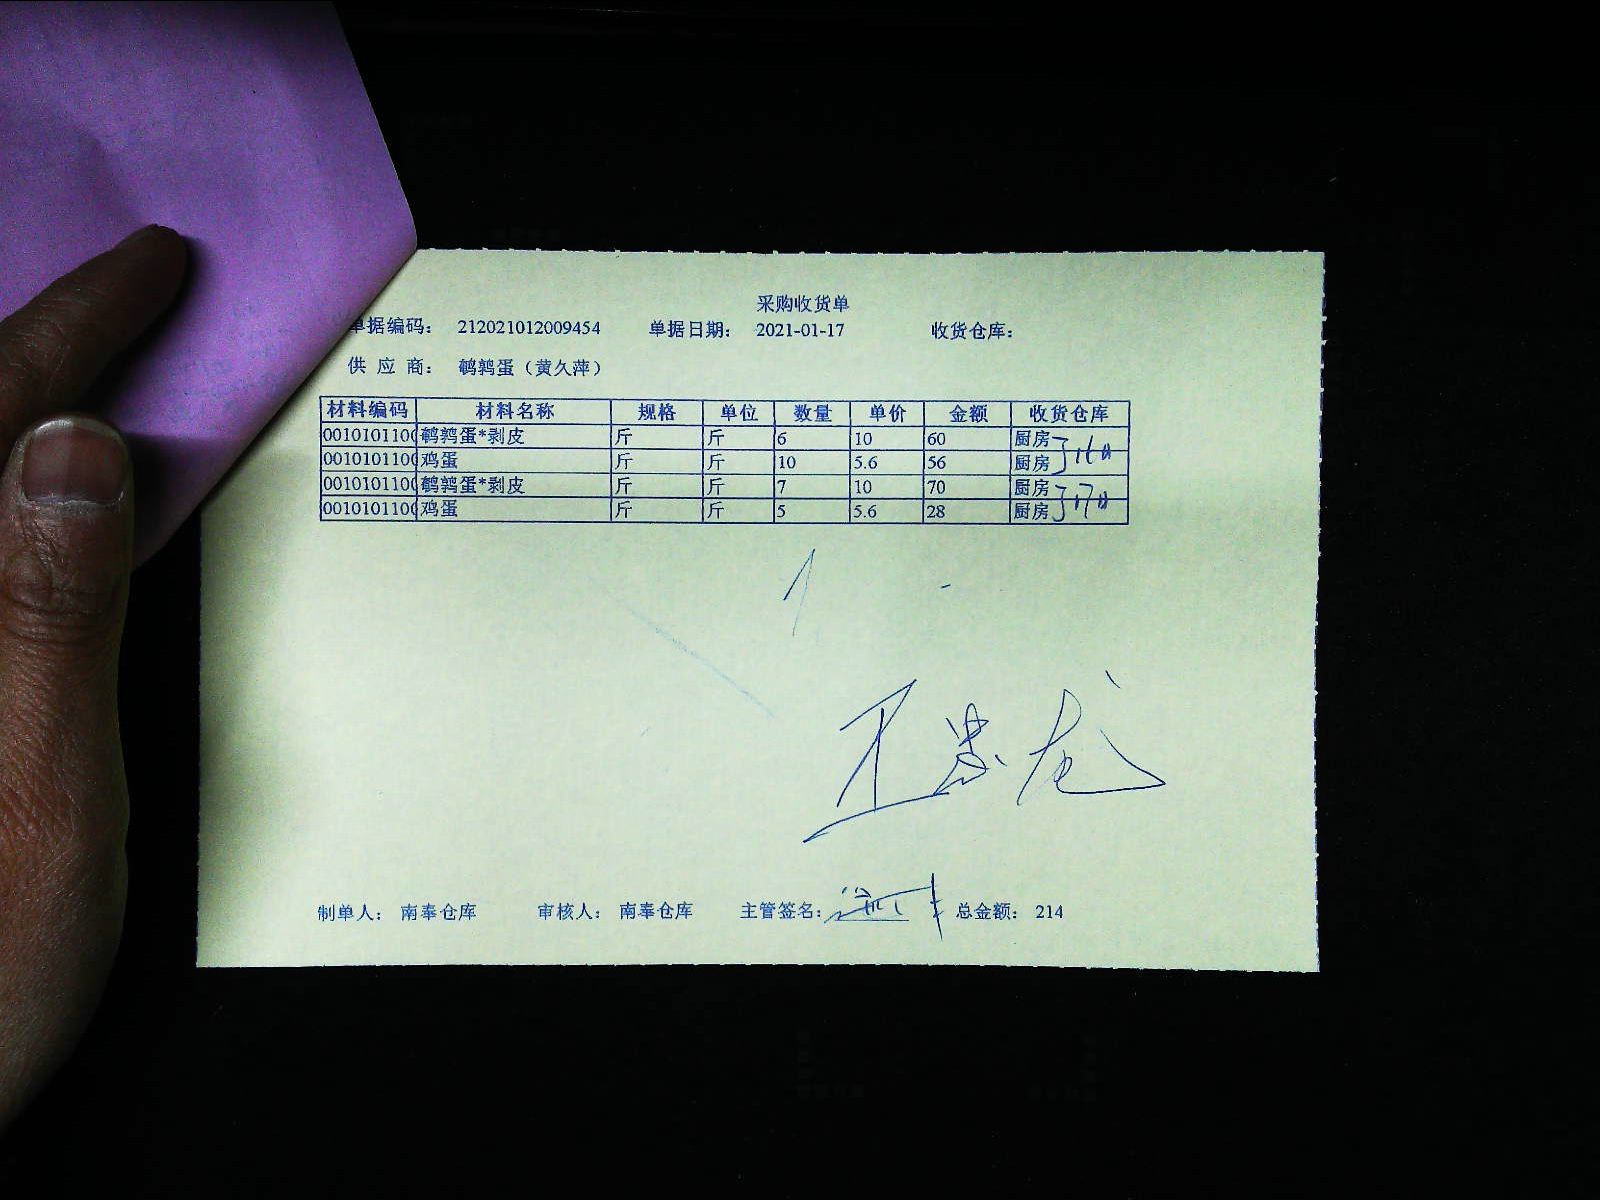 采购收货单
单据编码： 212021012009454 单据日期： 2021-01-17 收货仓库：
供 应 商： 鹌鹑蛋（黄久萍）
材料编码 材料名称 规格 单位 数量 单价 金额 收货仓库
0010101100 鹌鹑蛋*剥皮 斤 斤 6 10 60 厨房
0010101100 鸡蛋 斤 斤 10 5.6 56 厨房 16日
0010101100 鹌鹑蛋*剥皮 斤 斤 7 10 70 厨房
0010101100 鸡蛋 斤 斤 5 5.6 28 厨房 17日
制单人： 南奉仓库 审核人： 南奉仓库 主管签名： 总金额： 214